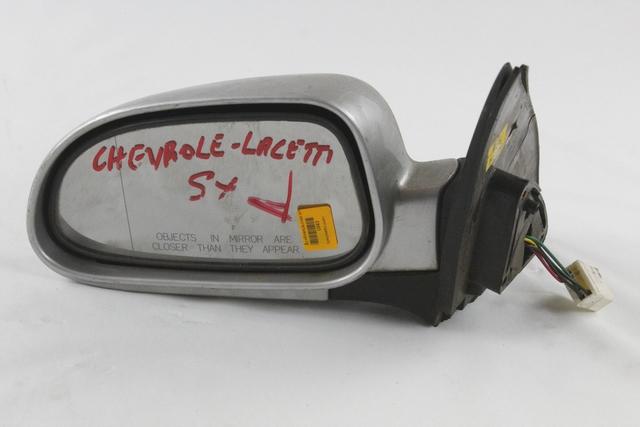 CHEVROLE-LACETTI
SX
OBJECTS IN MIRROR ARE
CLOSER THAN THEY APPEAR